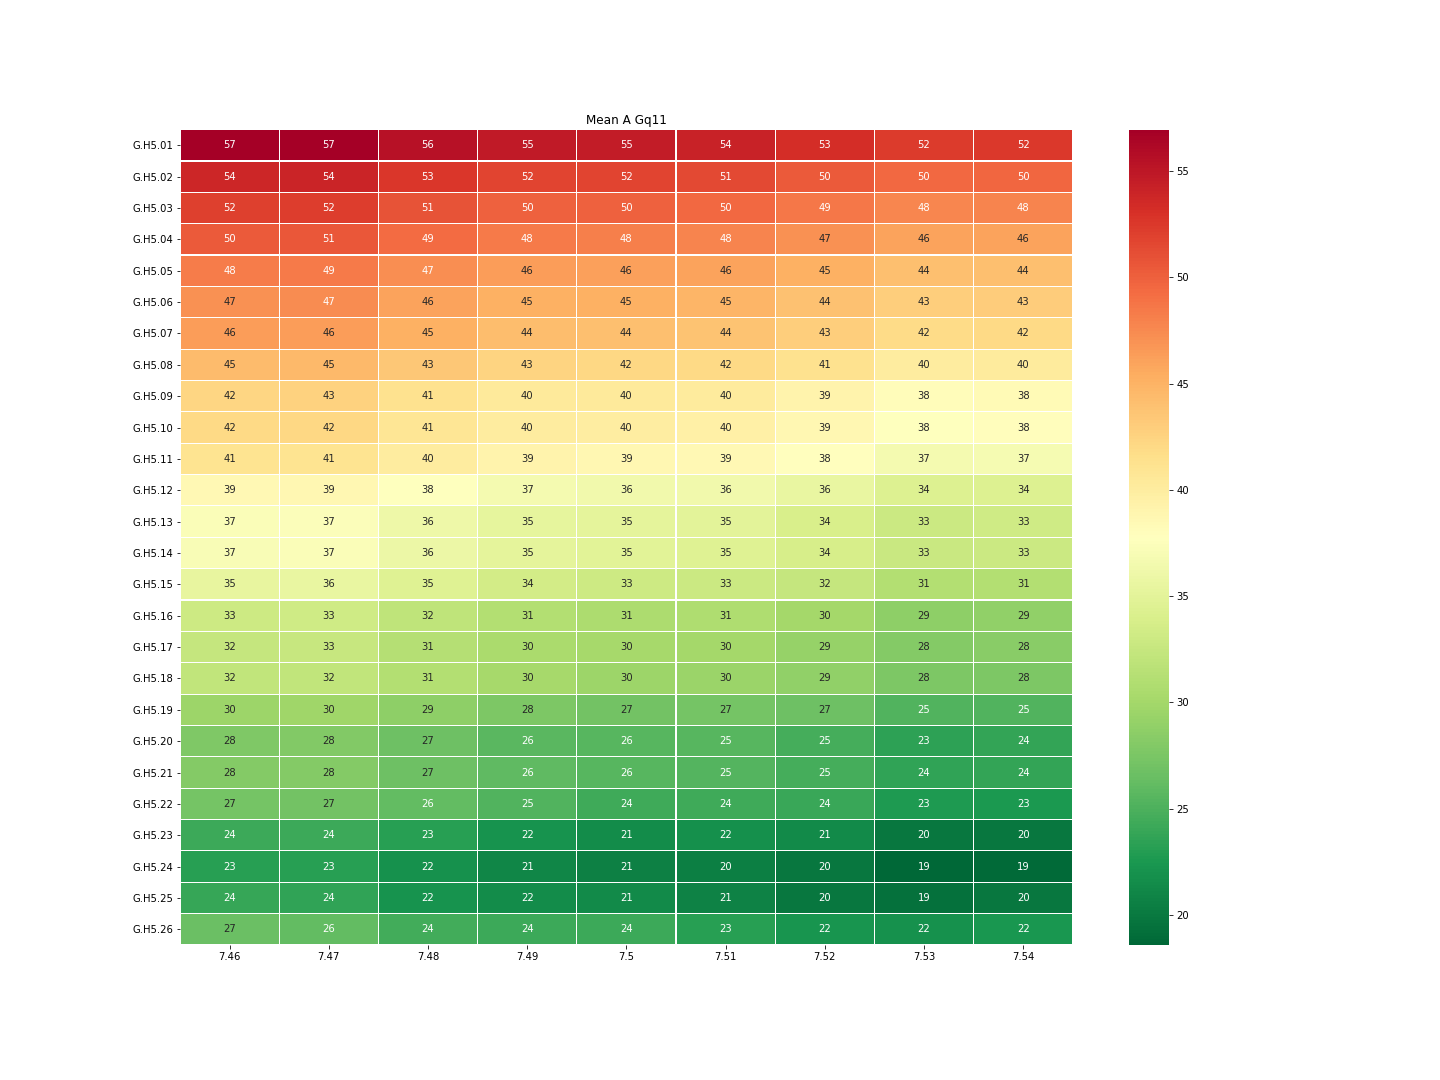 Mean A Gq11
G.H5.01 57 57 56 55 55 54 53 52 52
G.H5.02 54 54 53 52 52 51 50 50 50
G.H5.03 52 52 51 50 50 50 49 48 48
G.H5.04 50 51 49 48 48 48 47 46 46
G.H5.05 48 49 47 46 46 46 45 44 44
G.H5.06 47 47 46 45 45 45 44 43 43
G.H5.07 46 46 45 44 44 44 43 42 42
G.H5.08 45 45 43 43 42 42 41 40 40
G.H5.09 42 43 41 40 40 40 39 38 38
G.H5.10 42 42 41 40 40 40 39 38 38
G.H5.11 41 41 40 39 39 39 38 37 37
G.H5.12 39 39 38 37 36 36 36 34 34
G.H5.13 37 37 36 35 35 35 34 33 33
G.H5.14 37 37 36 35 35 35 34 33 33
G.H5.15 35 36 35 34 33 33 32 31 31
G.H5.16 33 33 32 31 31 31 30 29 29
G.H5.17 32 33 31 30 30 30 29 28 28
G.H5.18 32 32 31 30 30 30 29 28 28
G.H5.19 30 30 29 28 27 27 27 25 25
G.H5.20 28 28 27 26 26 25 25 23 24
G.H5.21 28 28 27 26 26 25 25 24 24
G.H5.22 27 27 26 25 24 24 24 23 23
G.H5.23 24 24 23 22 21 22 21 20 20
G.H5.24 23 23 22 21 21 20 20 19 19
G.H5.25 24 24 22 22 21 21 20 19 20
G.H5.26 27 26 24 24 24 23 22 22 22
7.46 7.47 7.48 7.49 7.5 7.51 7.52 7.53 7.54
55
50
45
40
35
30
25
20